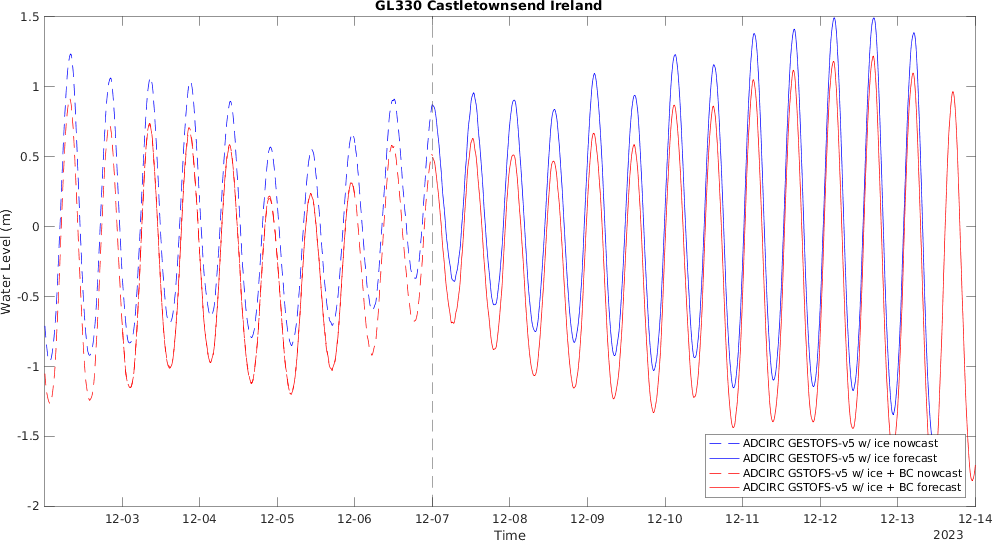 GL330 Castletownsend Ireland
1.5
1
0.5
0
-0.5
-1
-1.5
-2
Water Level (m)
12-03 12-04 12-05 12-06 12-07 12-08 12-09 12-10 12-11 12-12 12-13 12-14
Time
2023
ADCIRC GESTOFS-v5 w/ ice nowcast
ADCIRC GESTOFS-v5 w/ ice forecast
ADCIRC GSTOFS-v5 w/ ice + BC nowcast
ADCIRC GSTOFS-v5 w/ ice + BC forecast